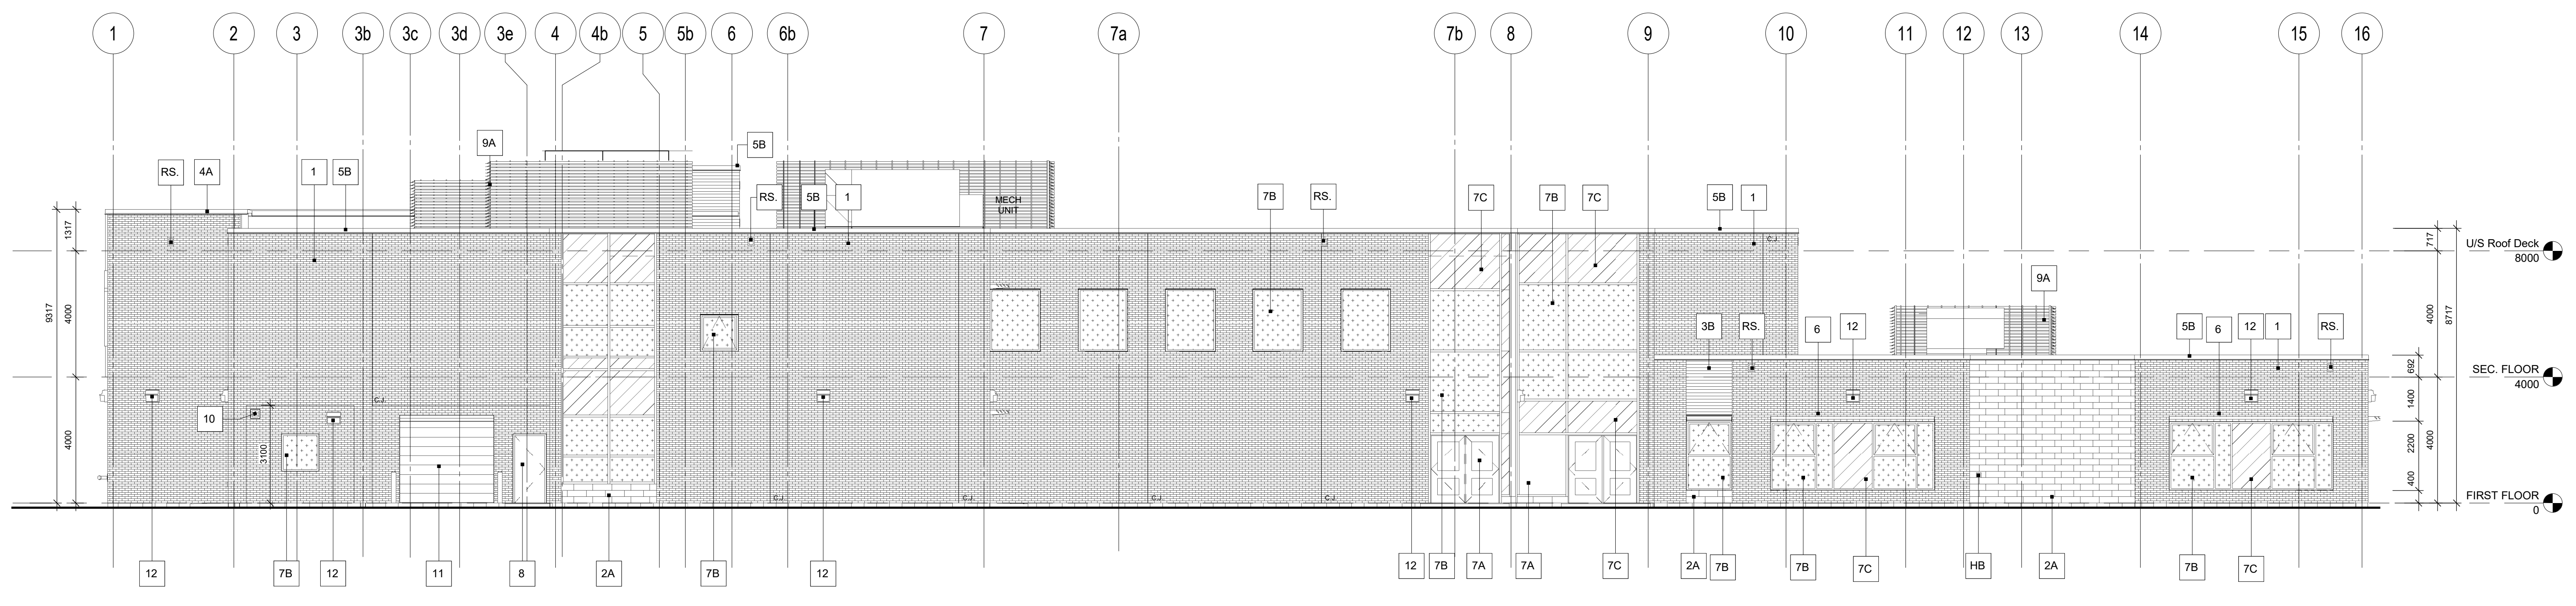 1 2 3 3b 3c 3d 3e 4 4b 5 5b 6 6b 7 7a 7b 8 9 10 11 12 13 14 15 16
9A 5B
RS. 4A 1 5B RS. 5B 1 7B RS. 7C 7B 7C 5B 1
MECH
UNIT
1317
717
C.J.
U/S Roof Deck
8000
9A
9317
4000
4000
8717
3B RS. 6 12 5B 6 12 1 RS.
692
SEC. FLOOR
4000
C.J.
10
1400
3100
4000
2200
4000
400
C.J. C.J. C.J. C.J.
FIRST FLOOR
0
12 7B 12 11 8 2A 7B 12 12 7B 7A 7A 7C 2A 7B 7B 7C HB 2A 7B 7C